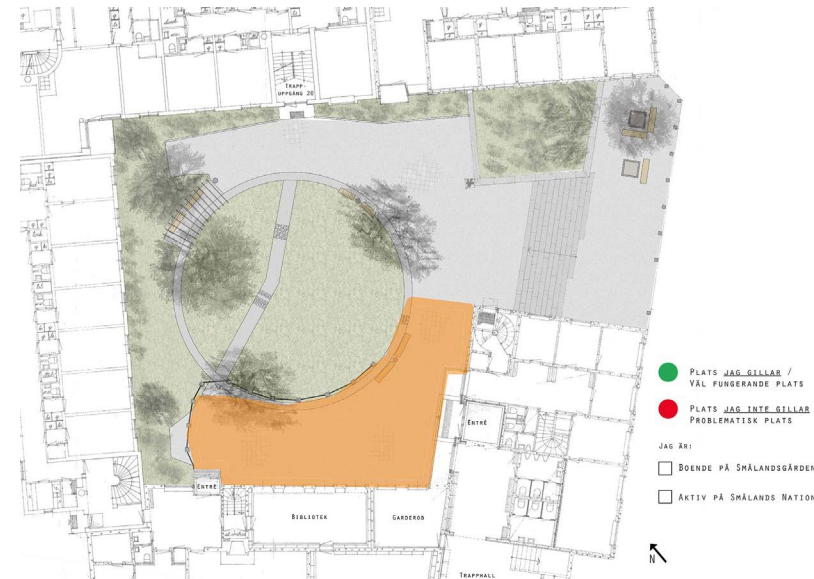 Trapp-
uppgång 20
Plats jag gillar /
Väl fungerande plats
Plats jag inte gillar
Problematisk plats
Jag är:
Entré
Boende på Smålandsgården
Entré
Aktiv på Smålands Nation
Bibliotek
Garderob
N
Trapphall